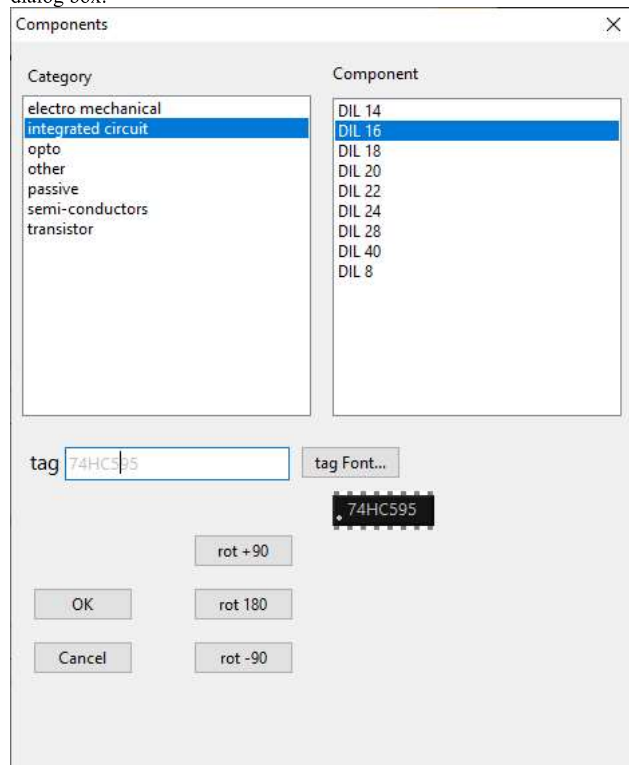 dialog box.
Components
Category
electro mechanical
integrated circuit
opto
other
passive
semi-conductors
transistor
Component
DIL 14
DIL 16
DIL 18
DIL 20
DIL 22
DIL 24
DIL 28
DIL 40
DIL 8
tag 74HC595 tag Font...
74HC595
rot +90
OK rot 180
Cancel rot -90